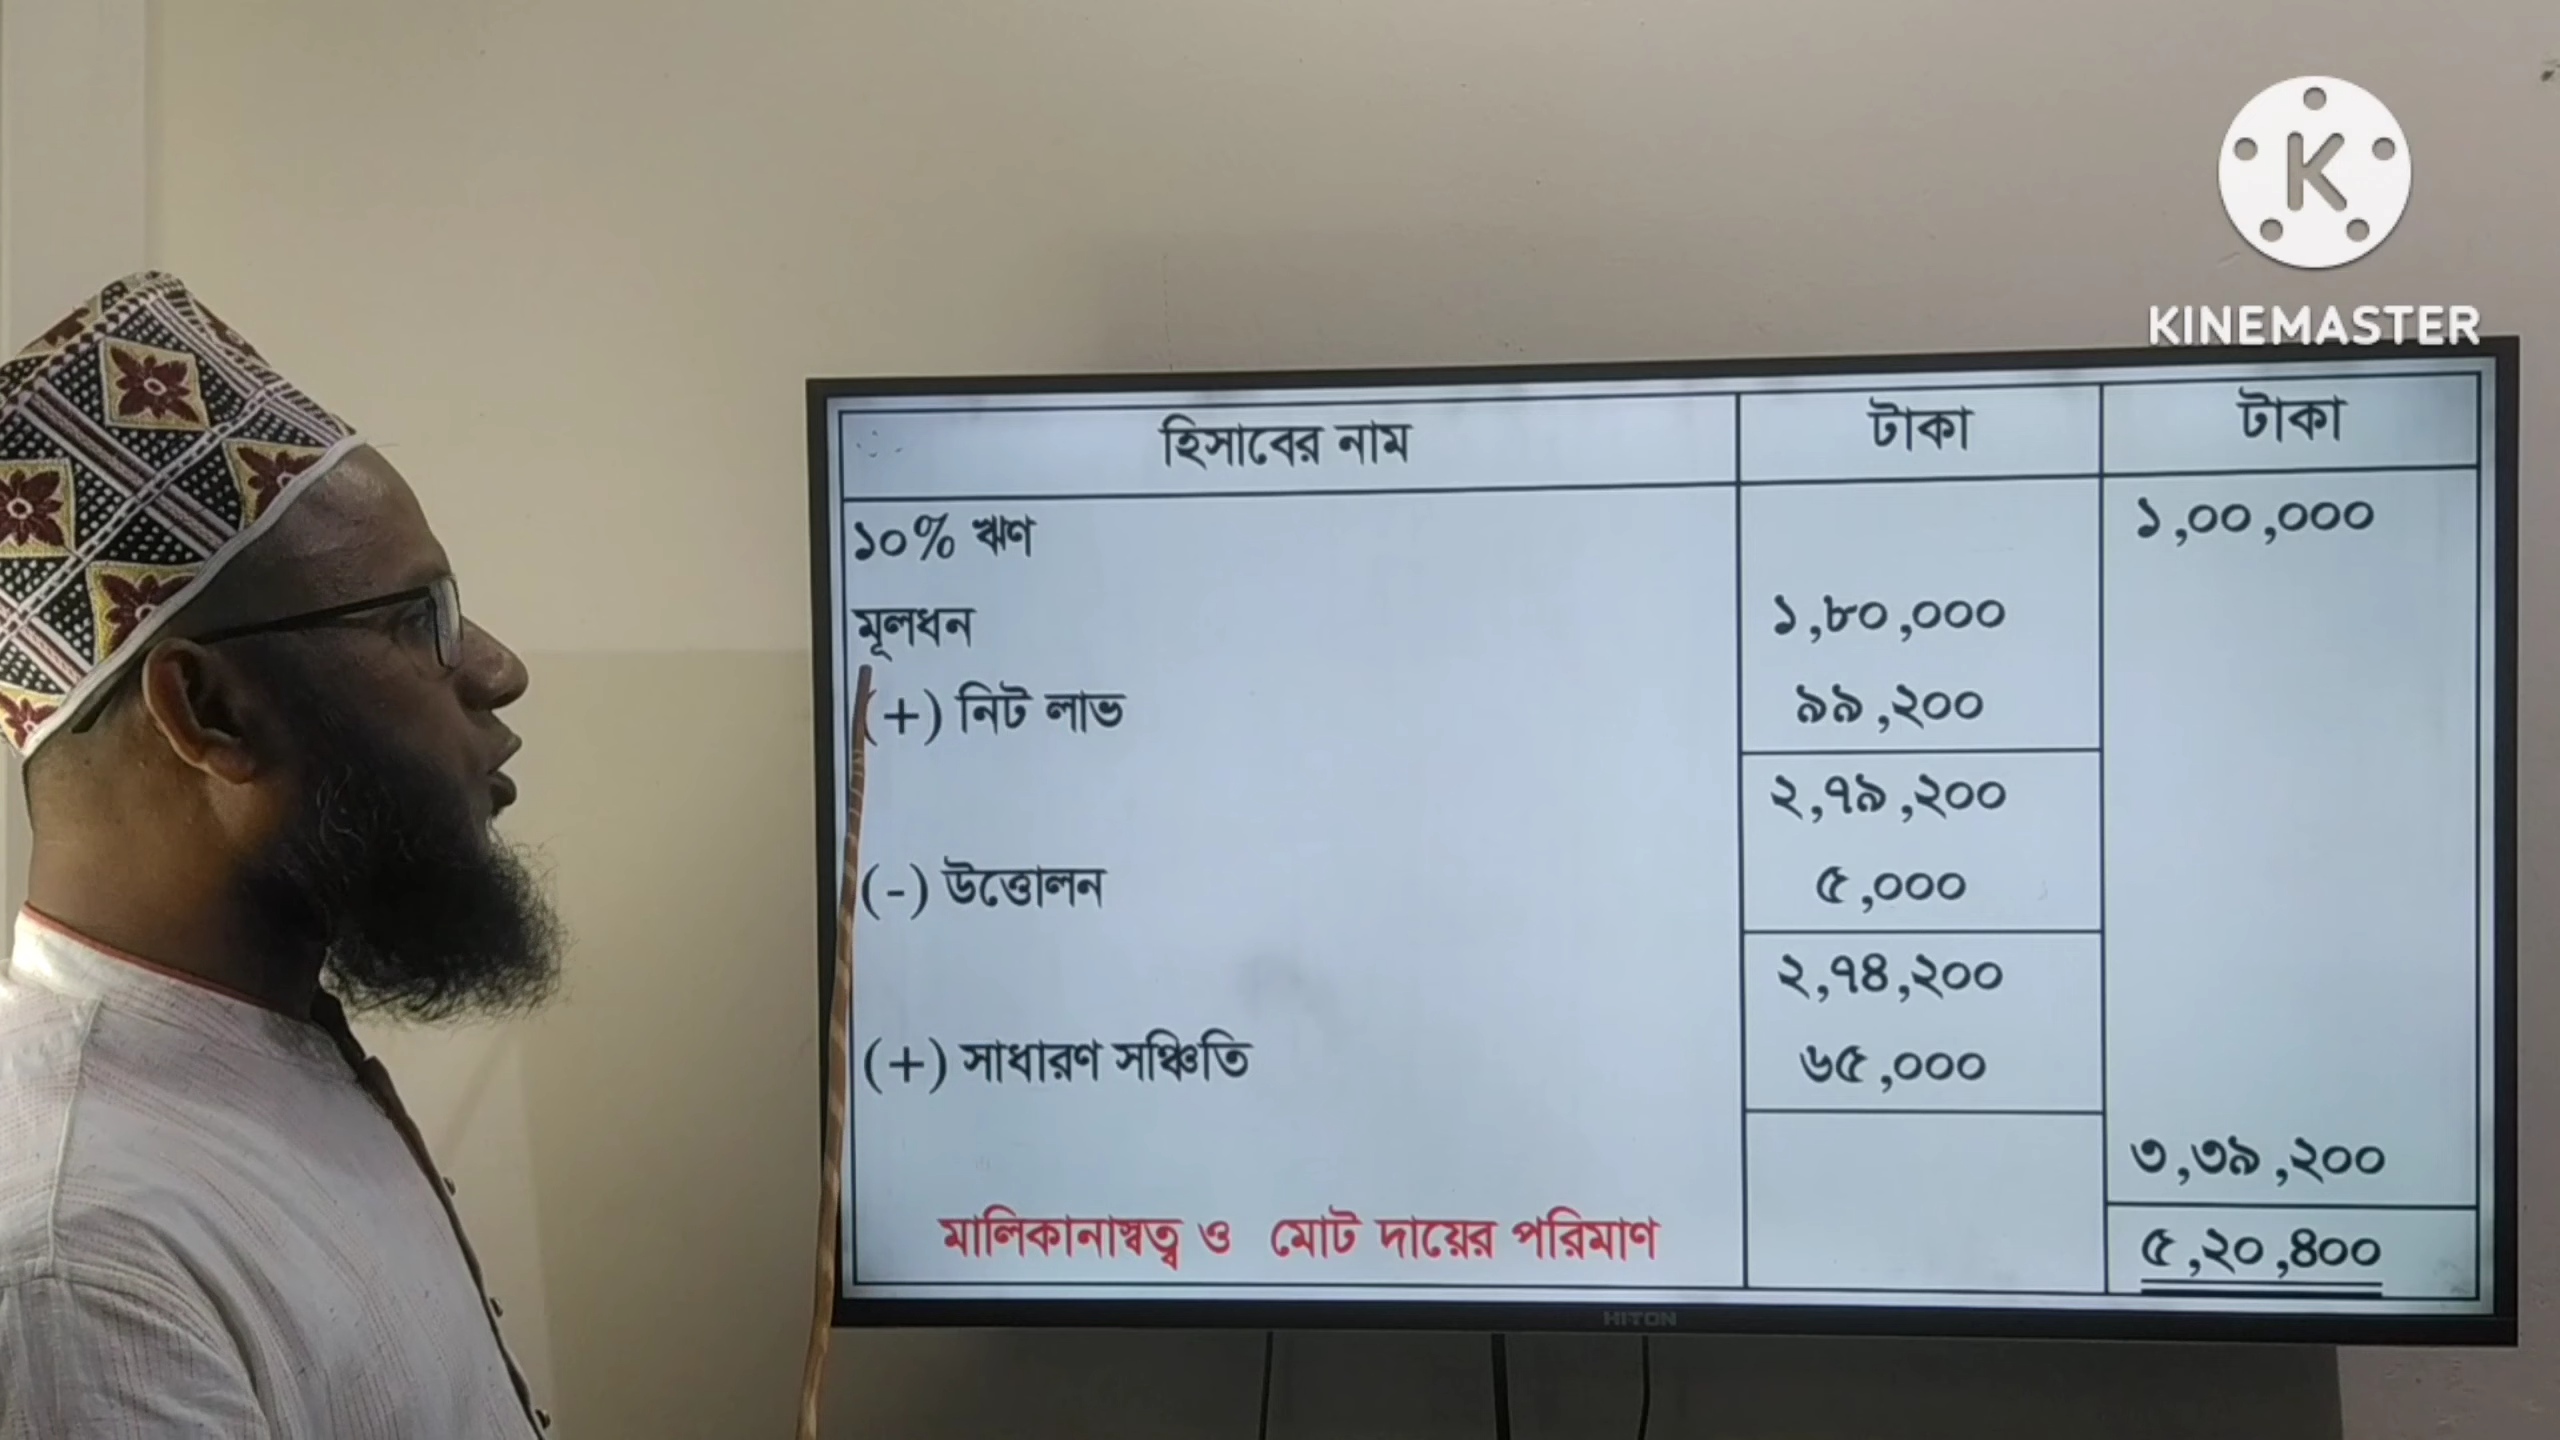 KINEMASTER
হিসাবের নাম টাকা টাকা
১০% ঋণ ১,০০,০০০
মূলধন ১,৮০,০০০
(+) নিট লাভ ৯৯,২০০
২,৭৯,২০০
(-) উত্তোলন ৫,০০০
২,৭৪,২০০
(+) সাধারণ সঞ্চিতি ৬৫,০০০
৩,৩৯,২০০
মালিকানাস্বত্ব ও মোট দায়ের পরিমাণ ৫,২০,৪০০
HITON